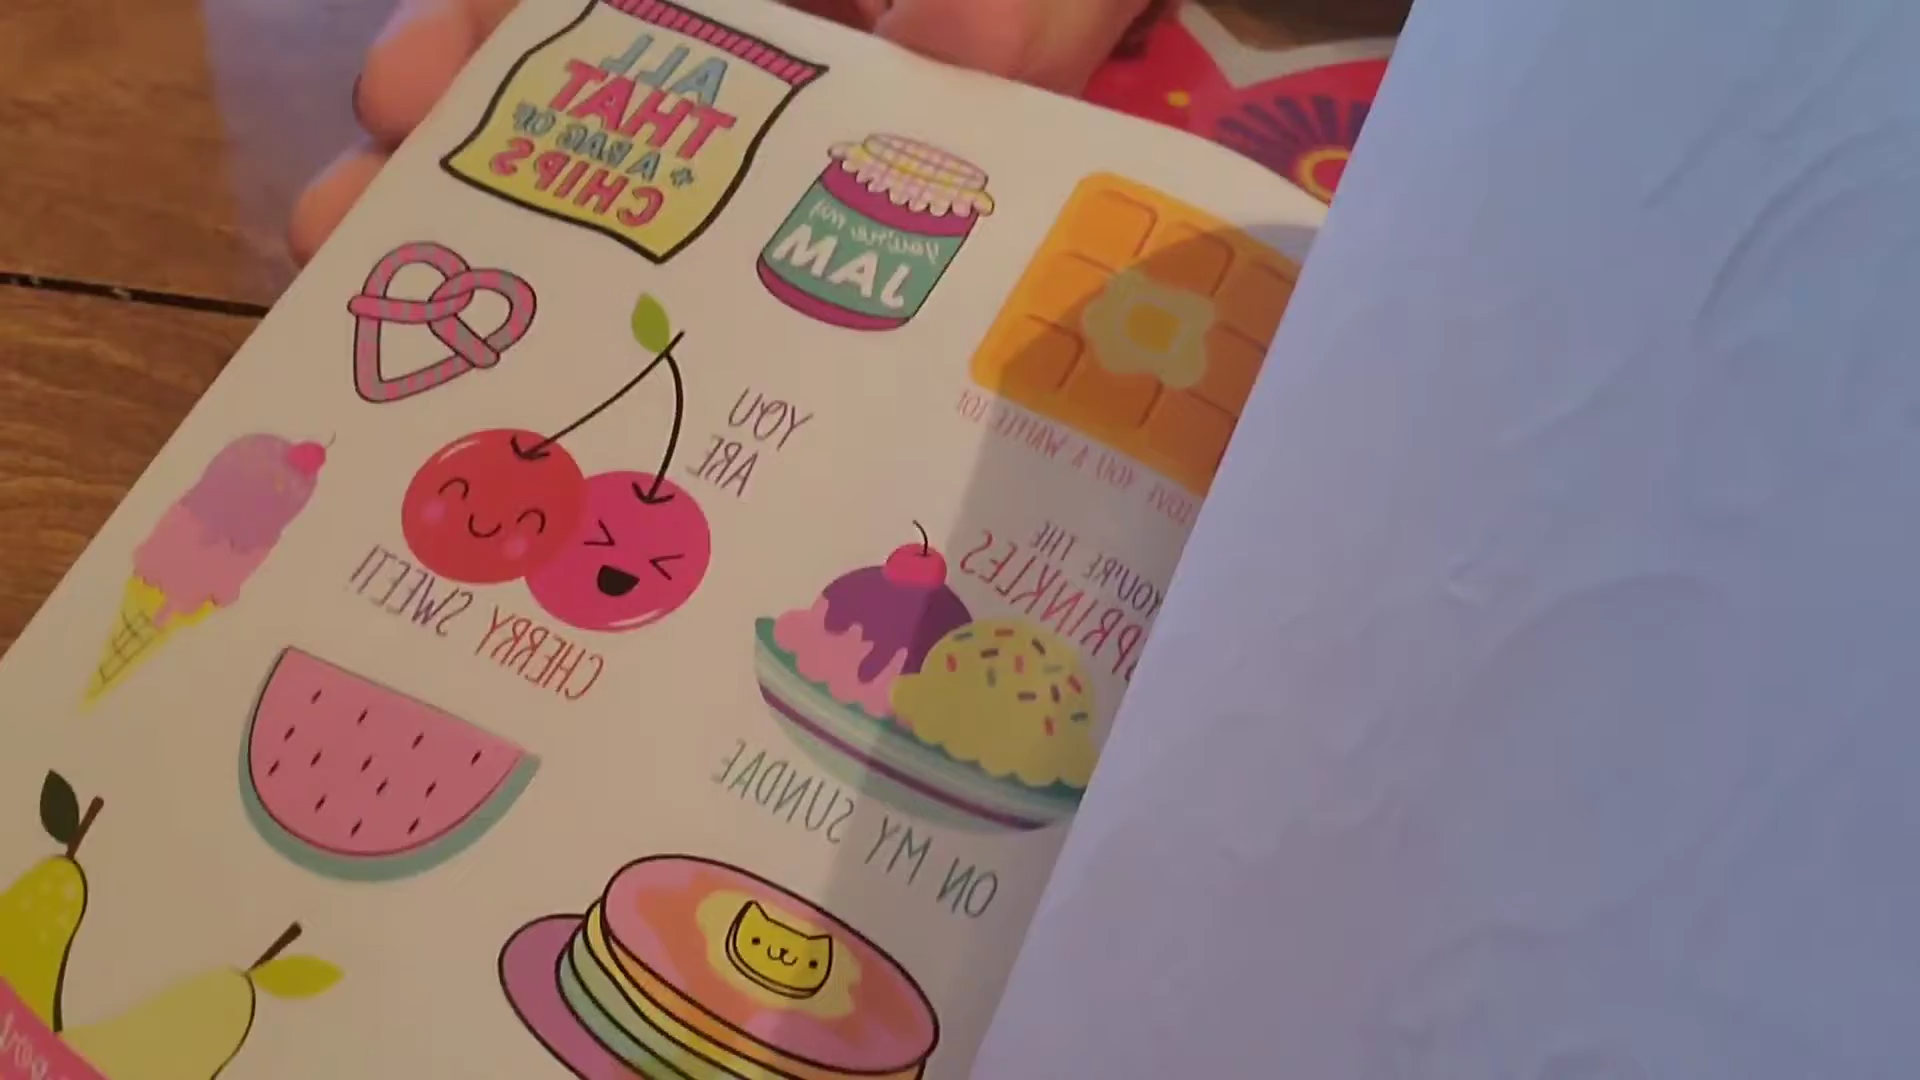 ALL
THAT
+ A BAG OF
CHIPS
you're my
JAM
LOVE YOU A WAFFLE LOT
YOU
ARE
CHERRY SWEET!
YOU'RE THE
SPRINKLES
ON MY SUNDAE